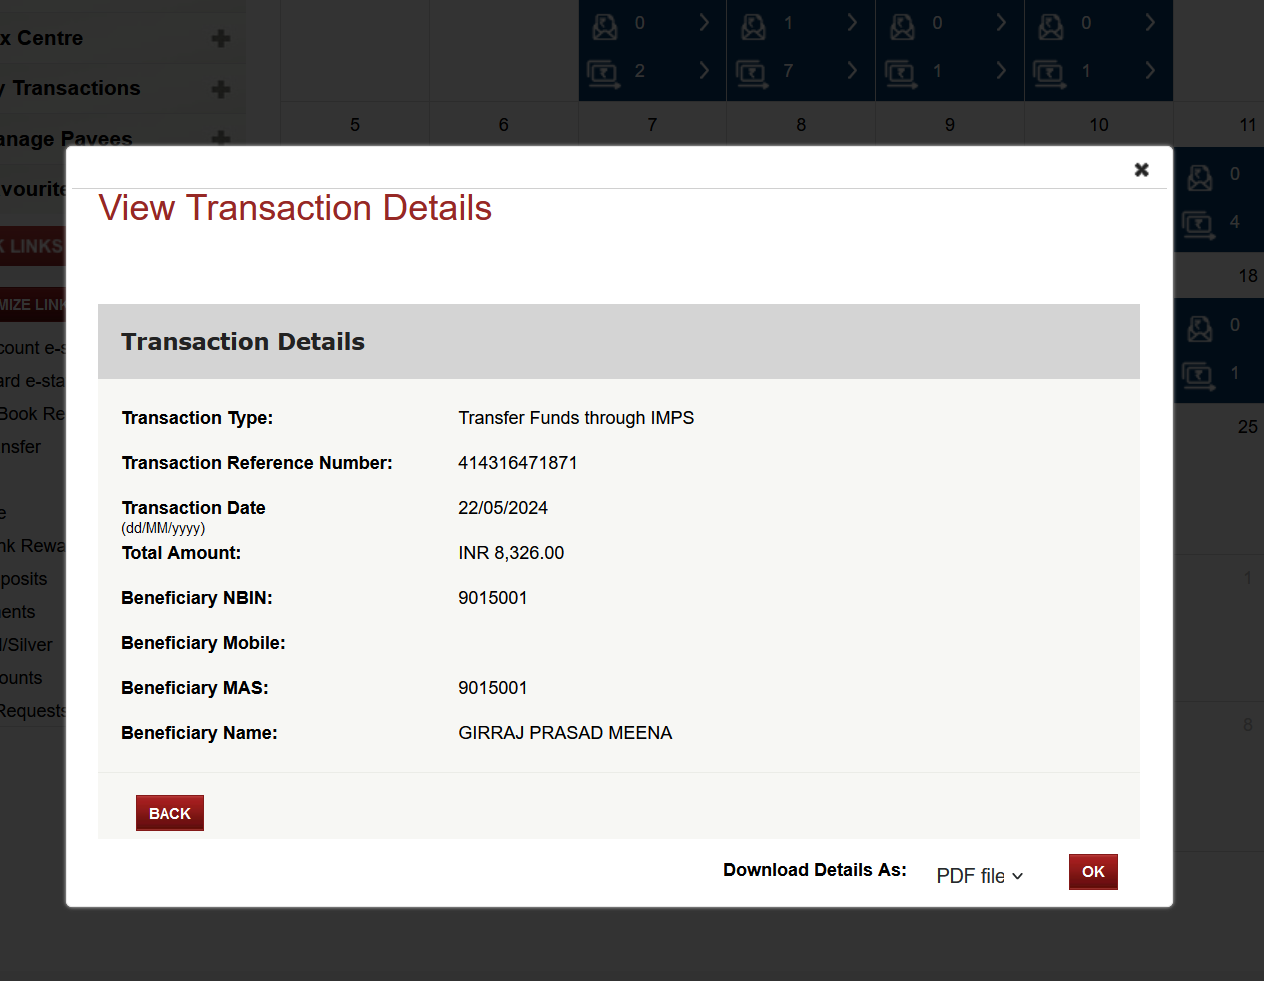 x Centre
y Transactions
anage Payees
vourite
K LINKS
MIZE LINK
count e-s
ard e-sta
Book Re
nsfer
e
nk Rewa
posits
ents
l/Silver
ounts
Requests
0 1 0 0
2 7 1 1
5 6 7 8 9 10 11
0
4
18
0
1
25
1
8
View Transaction Details
Transaction Details
Transaction Type: Transfer Funds through IMPS
Transaction Reference Number: 414316471871
Transaction Date 22/05/2024
(dd/MM/yyyy)
Total Amount: INR 8,326.00
Beneficiary NBIN: 9015001
Beneficiary Mobile:
Beneficiary MAS: 9015001
Beneficiary Name: GIRRAJ PRASAD MEENA
BACK
Download Details As: PDF file OK